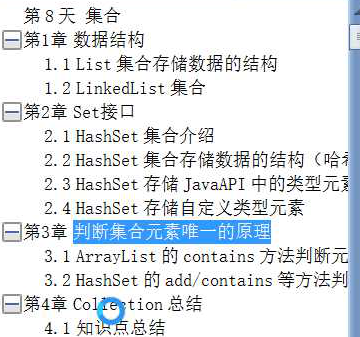 第8天 集合
第1章 数据结构
1.1 List 集合存储数据的结构
1.2 LinkedList 集合
第2章 Set接口
2.1 HashSet 集合介绍
2.2 HashSet 集合存储数据的结构（哈希
2.3 HashSet 存储 JavaAPI 中的类型元素
2.4 HashSet 存储自定义类型元素
第3章 判断集合元素唯一的原理
3.1 ArrayList 的 contains 方法判断元
3.2 HashSet 的 add/contains 等方法判
第4章 Collection 总结
4.1 知识点总结